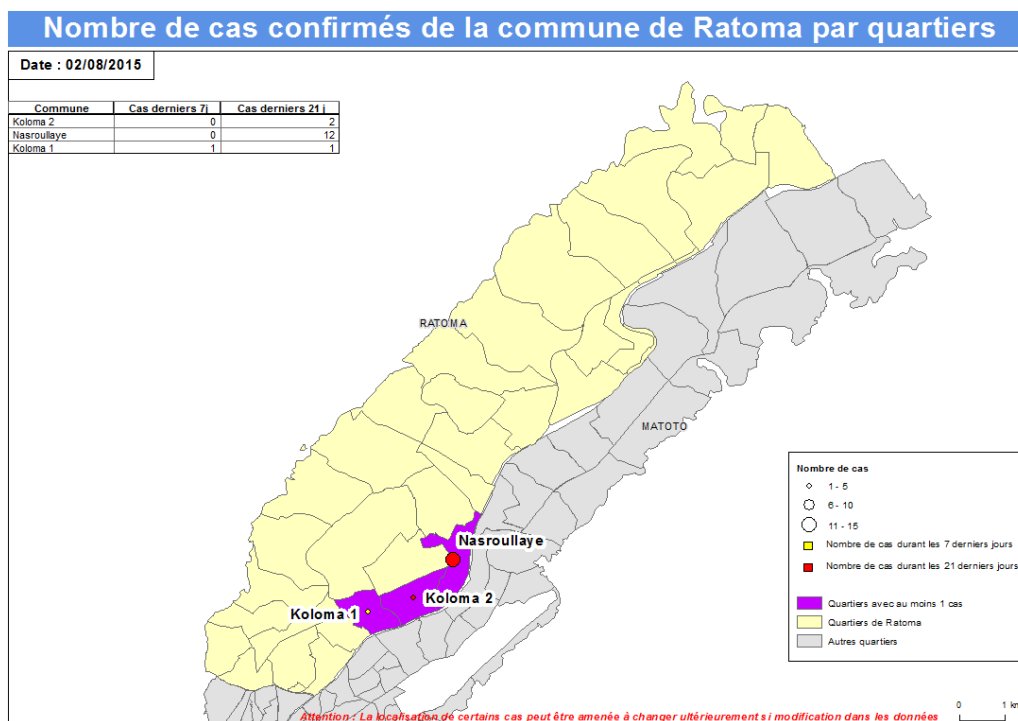 Nombre de cas confirmés de la commune de Ratoma par quartiers
Date : 02/08/2015
Commune Cas derniers 7j Cas derniers 21 j
Koloma 2 0 2
Nasroullaye 0 12
Koloma 1 1 1
RATOMA
MATOTO
Nasroullaye
Koloma 2
Koloma 1
Nombre de cas
1 - 5
6 - 10
11 - 15
Nombre de cas durant les 7 derniers jours
Nombre de cas durant les 21 derniers jours
Quartiers avec au moins 1 cas
Quartiers de Ratoma
Autres quartiers
0 1 km
Attention : La localisation de certains cas peut être amenée à changer ultérieurement si modification dans les données